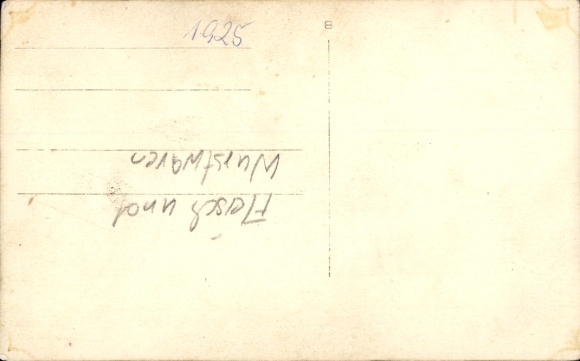 1925
Fleisch und
Wurstwaren